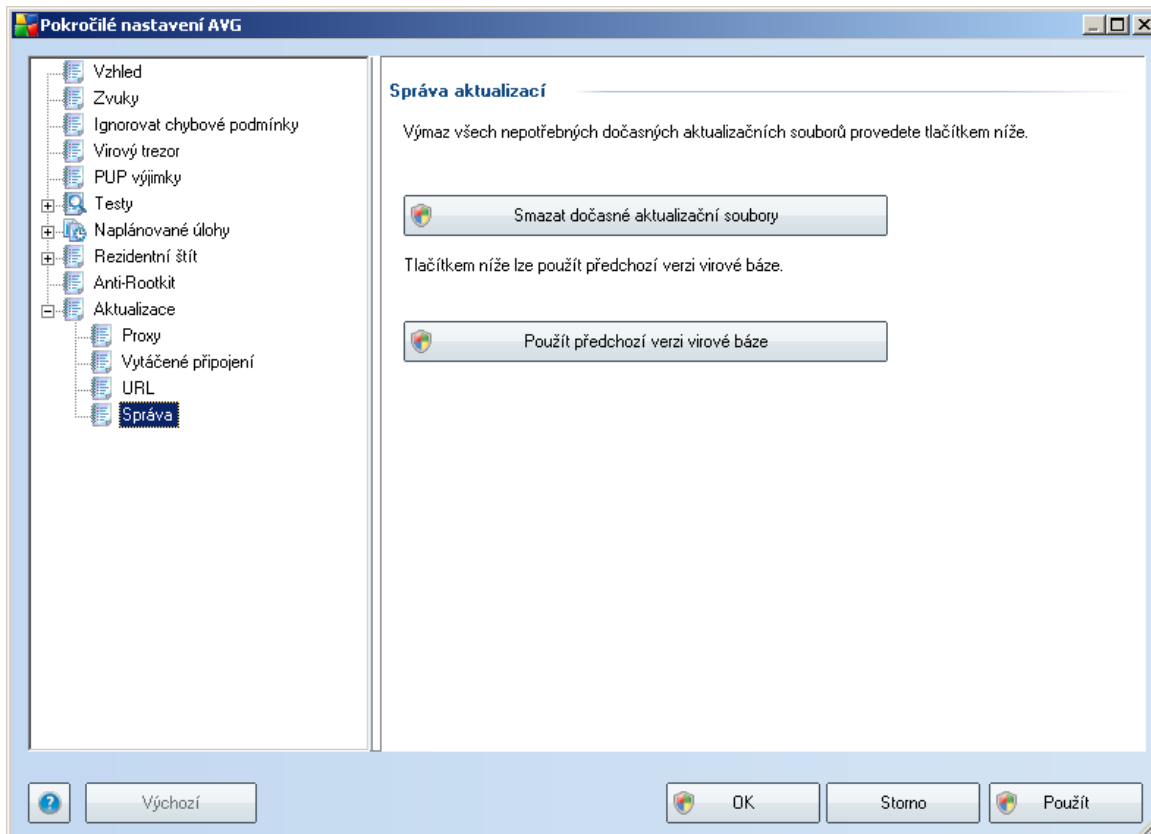 Pokročilé nastavení AVG
Vzhled
Zvuky
Ignorovat chybové podmínky
Virový trezor
PUP výjimky
Testy
Naplánované úlohy
Rezidentní štít
Anti-Rootkit
Aktualizace
Proxy
Vytáčené připojení
URL
Správa
Správa aktualizací
Výmaz všech nepotřebných dočasných aktualizačních souborů provedete tlačítkem níže.
Smazat dočasné aktualizační soubory
Tlačítkem níže lze použít předchozí verzi virové báze.
Použít předchozí verzi virové báze
Výchozí
OK
Storno
Použít